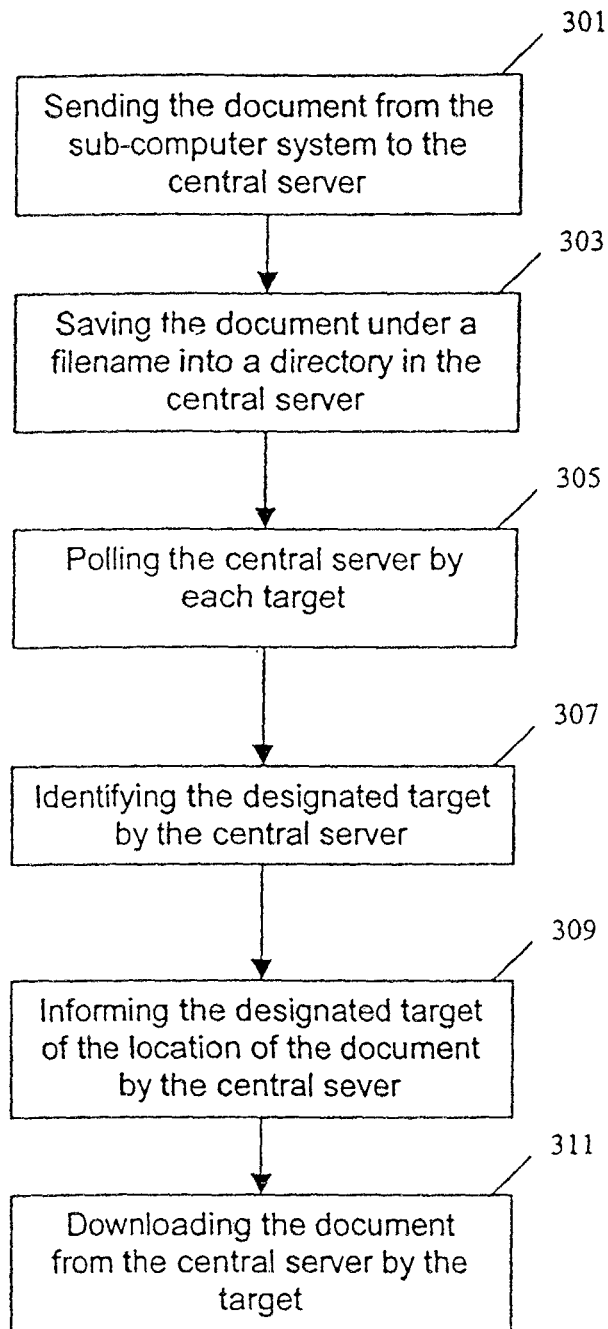 301
Sending the document from the
sub-computer system to the
central server
303
Saving the document under a
filename into a directory in the
central server
305
Polling the central server by
each target
307
Identifying the designated target
by the central server
309
Informing the designated target
of the location of the document
by the central sever
311
Downloading the document
from the central server by the
target